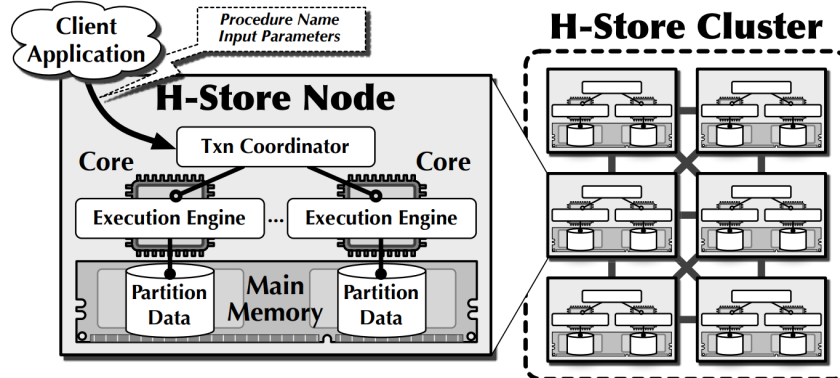 Client
Application
Procedure Name
Input Parameters
H-Store Cluster
H-Store Node
Txn Coordinator
Core
Core
Execution Engine
...
Execution Engine
Partition
Data
Main
Memory
Partition
Data